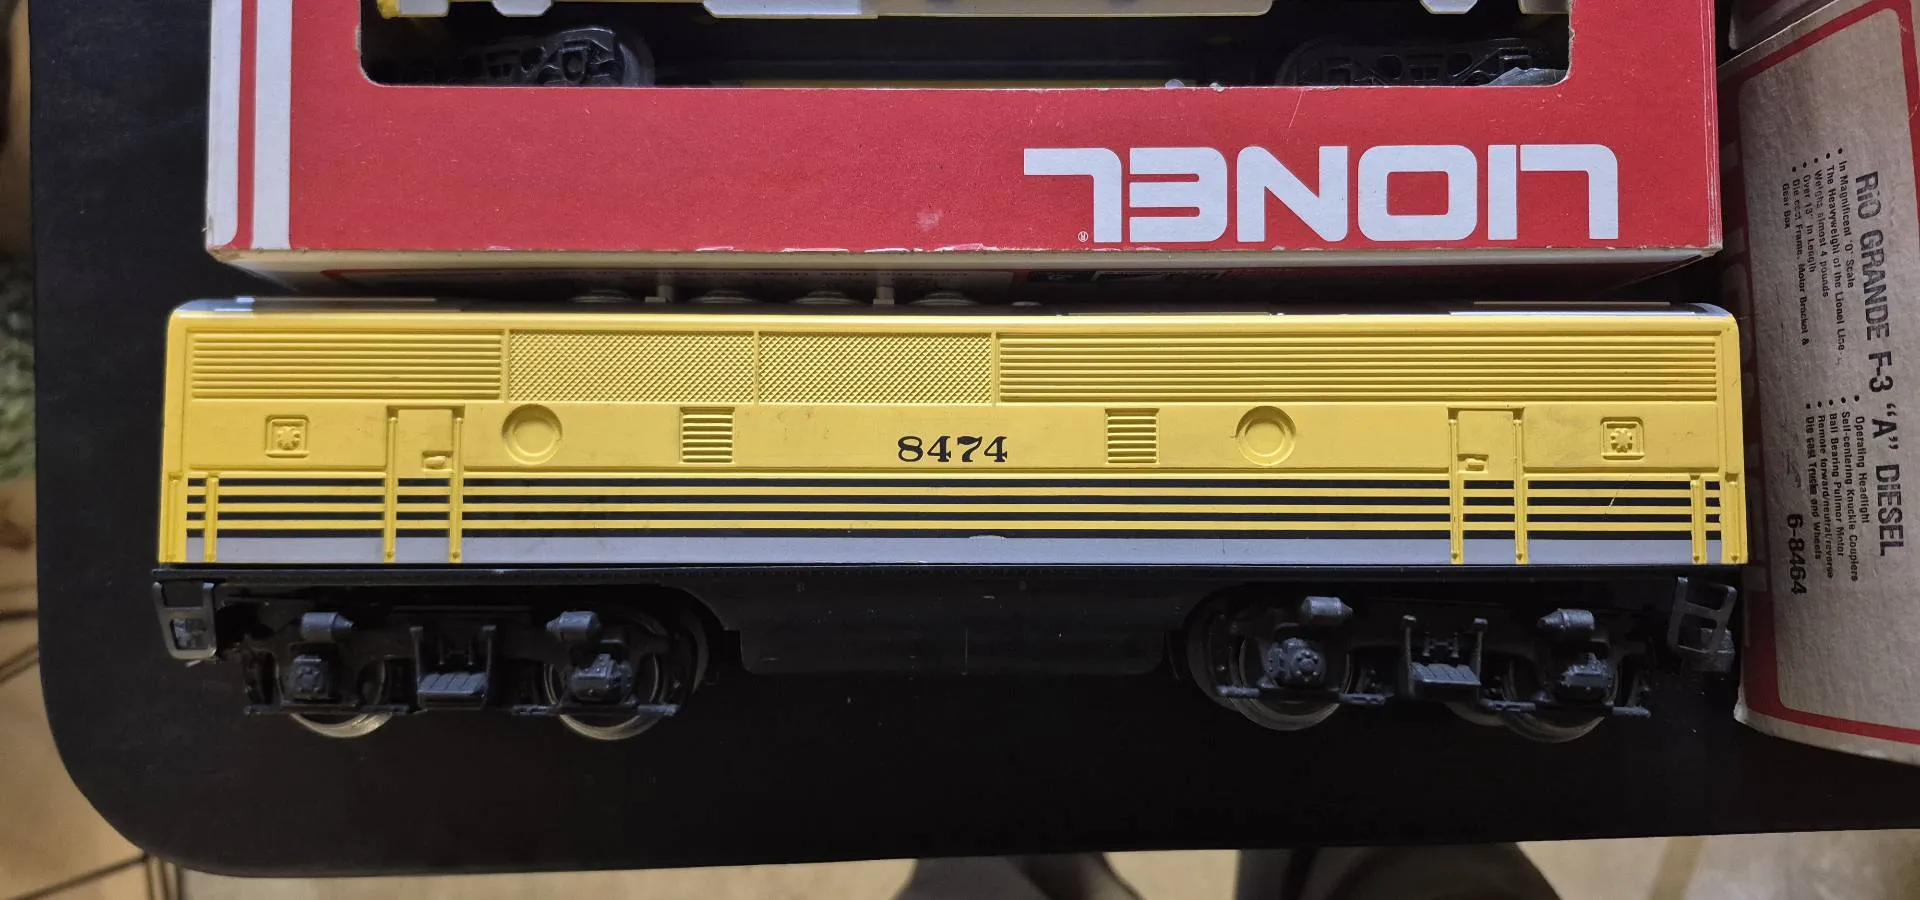 LIONEL
®
8474
RIO GRANDE F-3 "A" DIESEL
• In Magnificent 'O' Scale
• The Heavyweight of the Lionel Line
• Weighs almost 4 pounds
• Over 13" in Length
• Die cast Frame, Motor Bracket &
Gear Box
• Operating Headlight
• Self-centering Knuckle Couplers
• Ball Bearing Pullmor Motor
• Remote forward/neutral/reverse
• Die cast Trucks and Wheels
6-8464